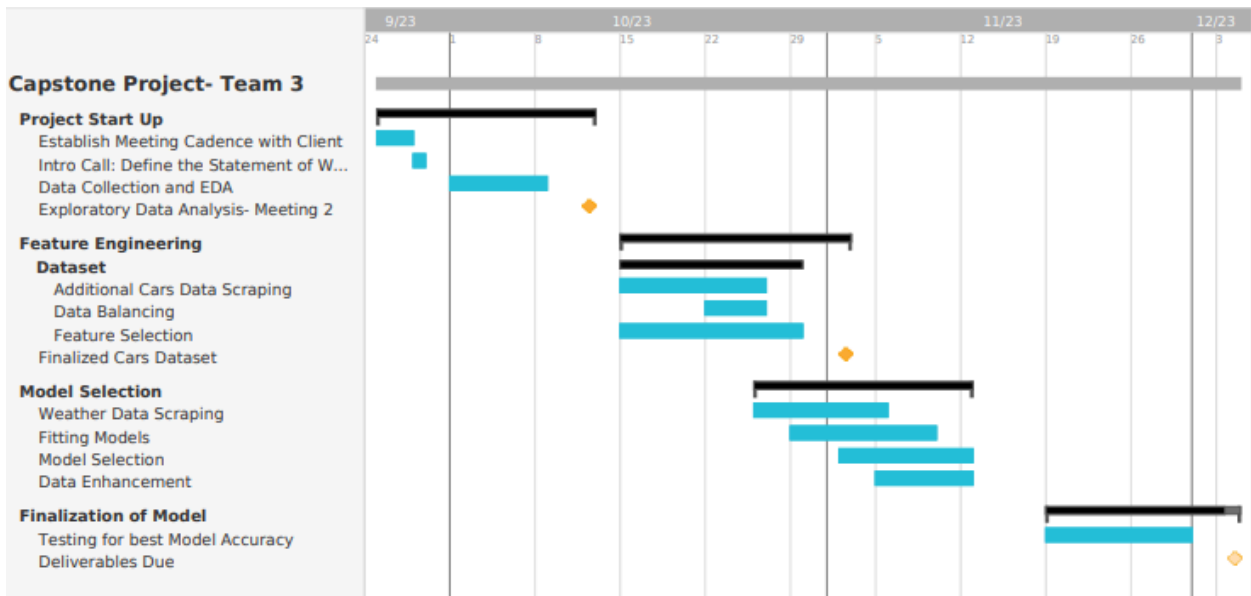 9/23 10/23 11/23 12/23
24 1 8 15 22 29 5 12 19 26 3
Capstone Project- Team 3
Project Start Up
Establish Meeting Cadence with Client
Intro Call: Define the Statement of W...
Data Collection and EDA
Exploratory Data Analysis- Meeting 2
Feature Engineering
Dataset
Additional Cars Data Scraping
Data Balancing
Feature Selection
Finalized Cars Dataset
Model Selection
Weather Data Scraping
Fitting Models
Model Selection
Data Enhancement
Finalization of Model
Testing for best Model Accuracy
Deliverables Due